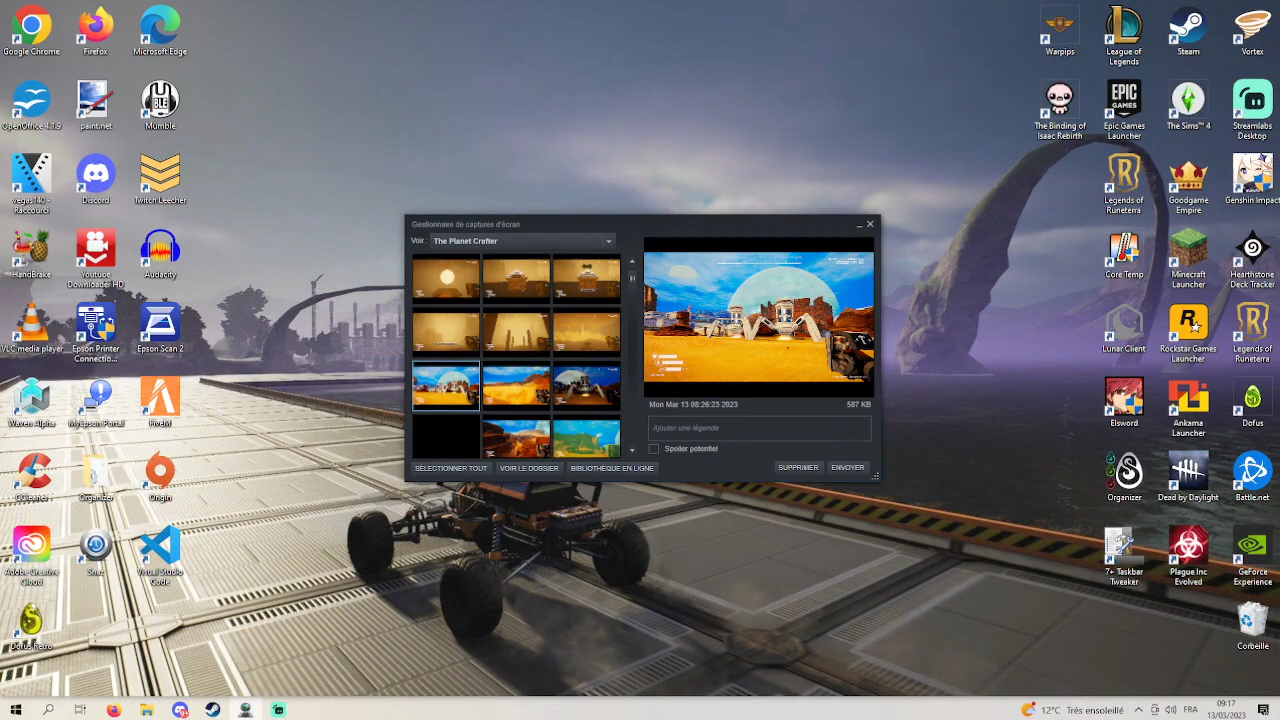 Google Chrome
Firefox
Microsoft Edge
Warpips
League of
Legends
Steam
Vortex
OpenOffice 4.1.9
paint.net
Mumble
The Binding of
Isaac Rebirth
Epic Games
Launcher
The Sims™ 4
Streamlabs
Desktop
EPIC
GAMES
BLE
vegas140 -
Raccourci
Discord
Twitch Leecher
Legends of
Runeterra
Goodgame
Empire
Genshin Impact
HandBrake
Youtube
Downloader HD
Audacity
Core Temp
Minecraft
Launcher
Hearthstone
Deck Tracker
VLC media player
Epson Printer
Connectio...
Epson Scan 2
Lunar Client
Rockstar Games
Launcher
Legends of
Runeterra
Waven Alpha
MyEpson Portal
FiveM
Elsword
Ankama
Launcher
Dofus
CCleaner
Organizer
Origin
Organizer
Dead by Daylight
Battle.net
Adobe Creative
Cloud
Snaz
Visual Studio
Code
7+ Taskbar
Tweaker
Plague Inc
Evolved
GeForce
Experience
Dofus Retro
Corbeille
Gestionnaire de captures d'écran
Voir :
The Planet Crafter
Mon Mar 13 08:26:23 2023
587 KB
Ajouter une légende
Spoiler potentiel
SÉLECTIONNER TOUT
VOIR LE DOSSIER
BIBLIOTHÈQUE EN LIGNE
SUPPRIMER
ENVOYER
12°C
Très ensoleillé
FRA
09:17
13/03/2023